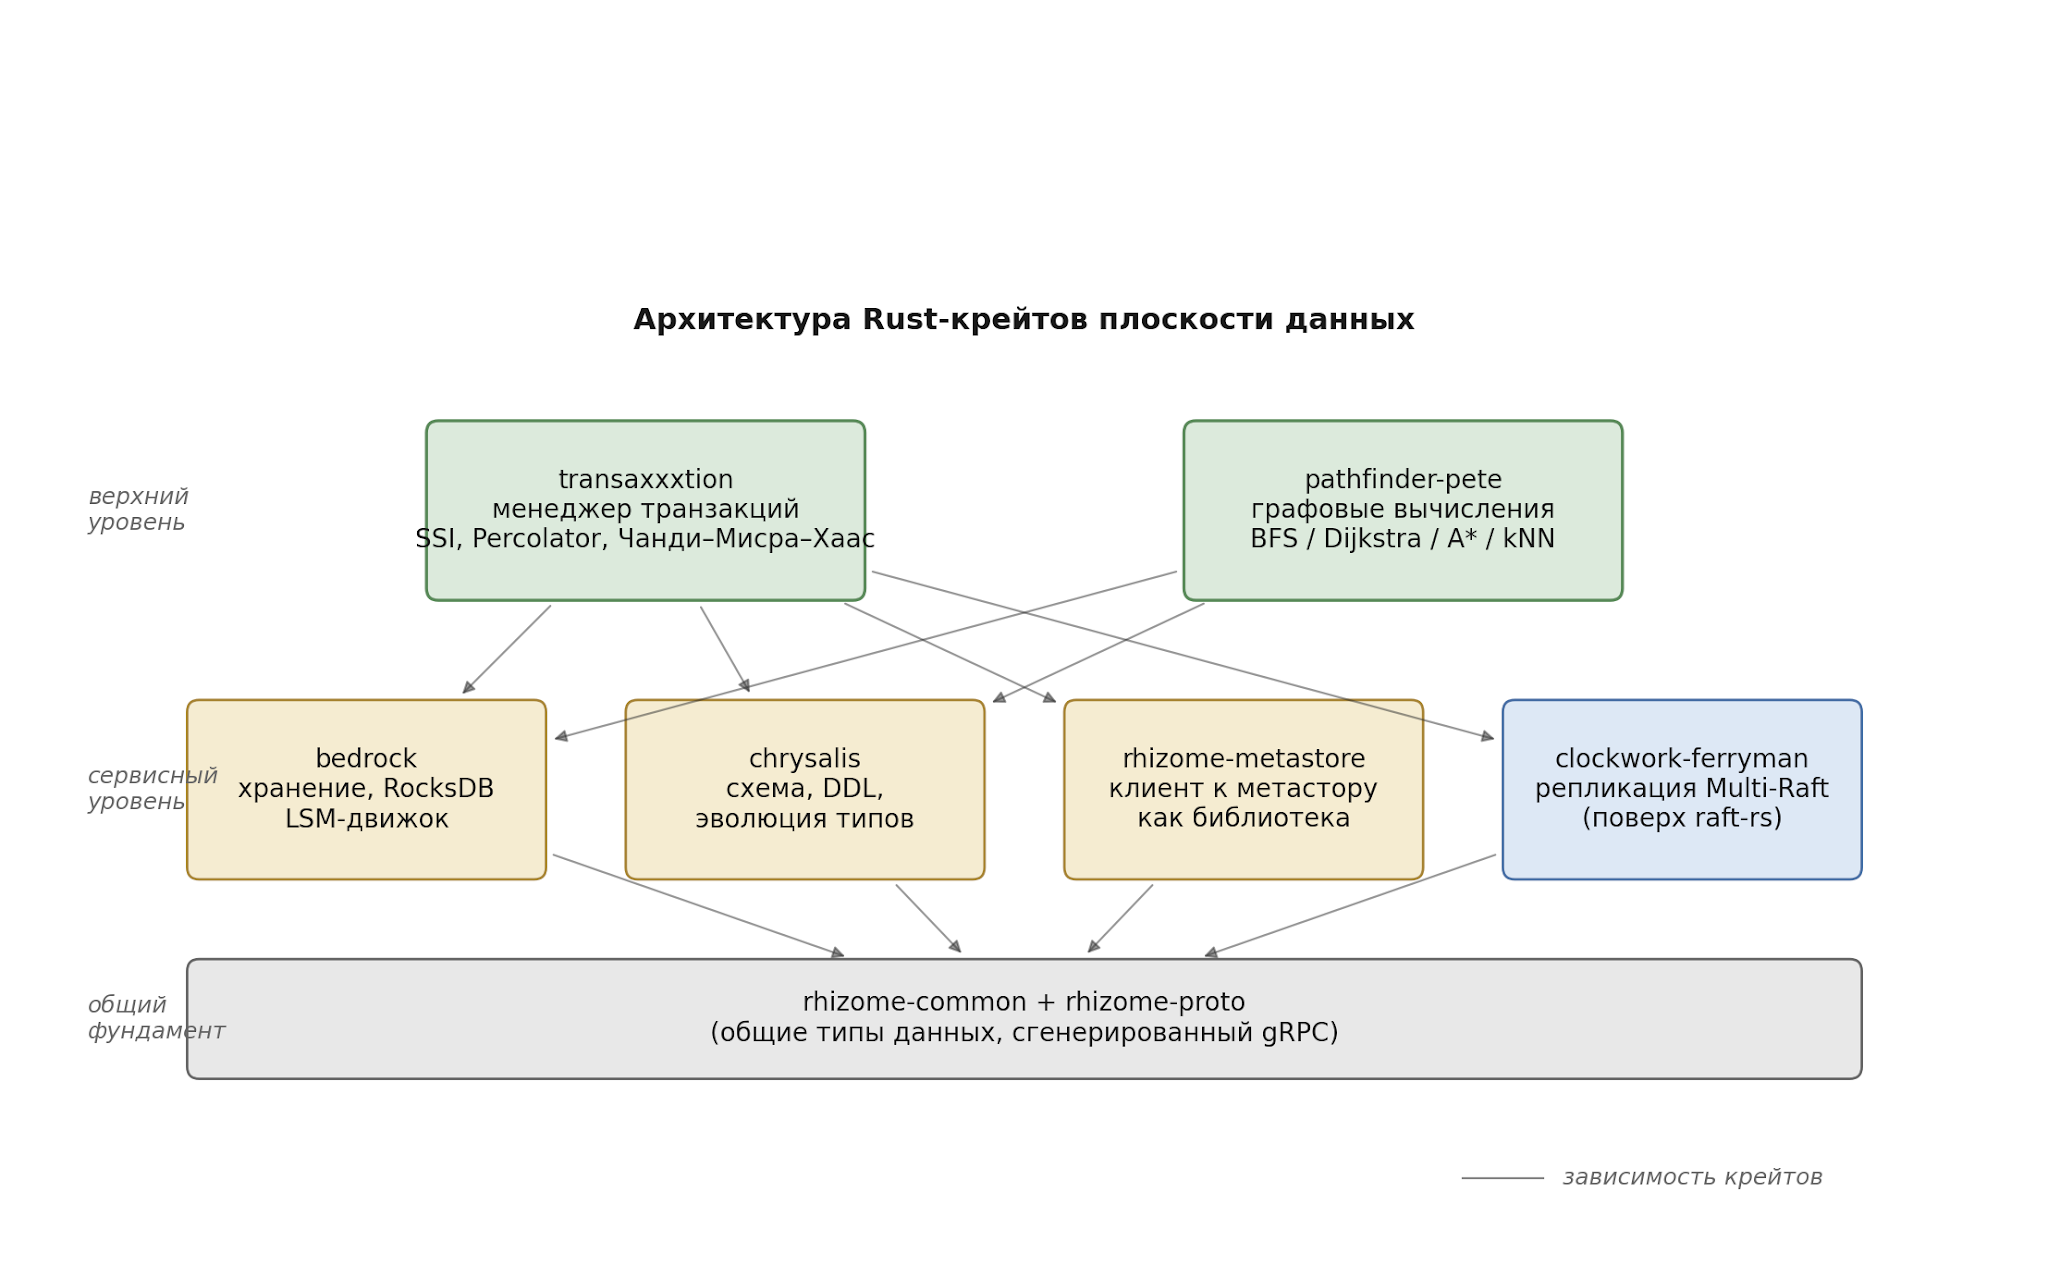 Архитектура Rust-крейтов плоскости данных
верхний
уровень
transaxxxtion
менеджер транзакций
SSI, Percolator, Чанди–Мисра–Хаас
pathfinder-pete
графовые вычисления
BFS / Dijkstra / A* / kNN
сервисный
уровень
bedrock
хранение, RocksDB
LSM-движок
chrysalis
схема, DDL,
эволюция типов
rhizome-metastore
клиент к метастору
как библиотека
clockwork-ferryman
репликация Multi-Raft
(поверх raft-rs)
общий
фундамент
rhizome-common + rhizome-proto
(общие типы данных, сгенерированный gRPC)
зависимость крейтов